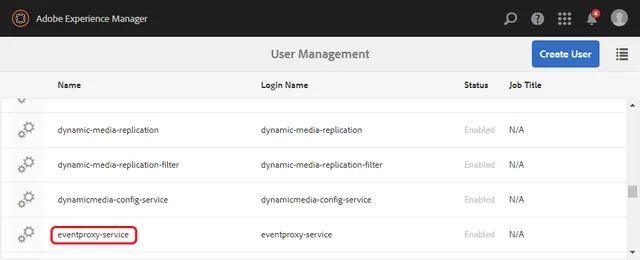 Adobe Experience Manager
4
User Management
Create User
Name Login Name Status Job Title
dynamic-media-replication dynamic-media-replication Enabled N/A
dynamic-media-replication-filter dynamic-media-replication-filter Enabled N/A
dynamicmedia-config-service dynamicmedia-config-service Enabled N/A
eventproxy-service eventproxy-service Enabled N/A